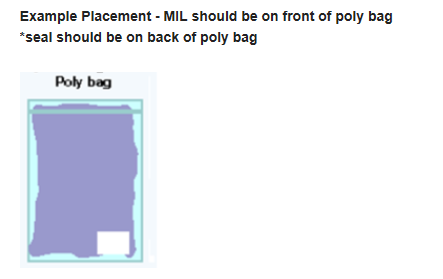 Example Placement - MIL should be on front of poly bag
*seal should be on back of poly bag
Poly bag